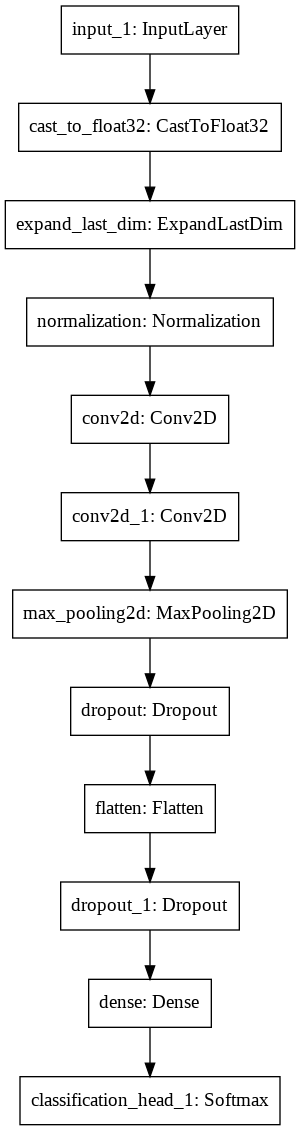 input_1: InputLayer
cast_to_float32: CastToFloat32
expand_last_dim: ExpandLastDim
normalization: Normalization
conv2d: Conv2D
conv2d_1: Conv2D
max_pooling2d: MaxPooling2D
dropout: Dropout
flatten: Flatten
dropout_1: Dropout
dense: Dense
classification_head_1: Softmax